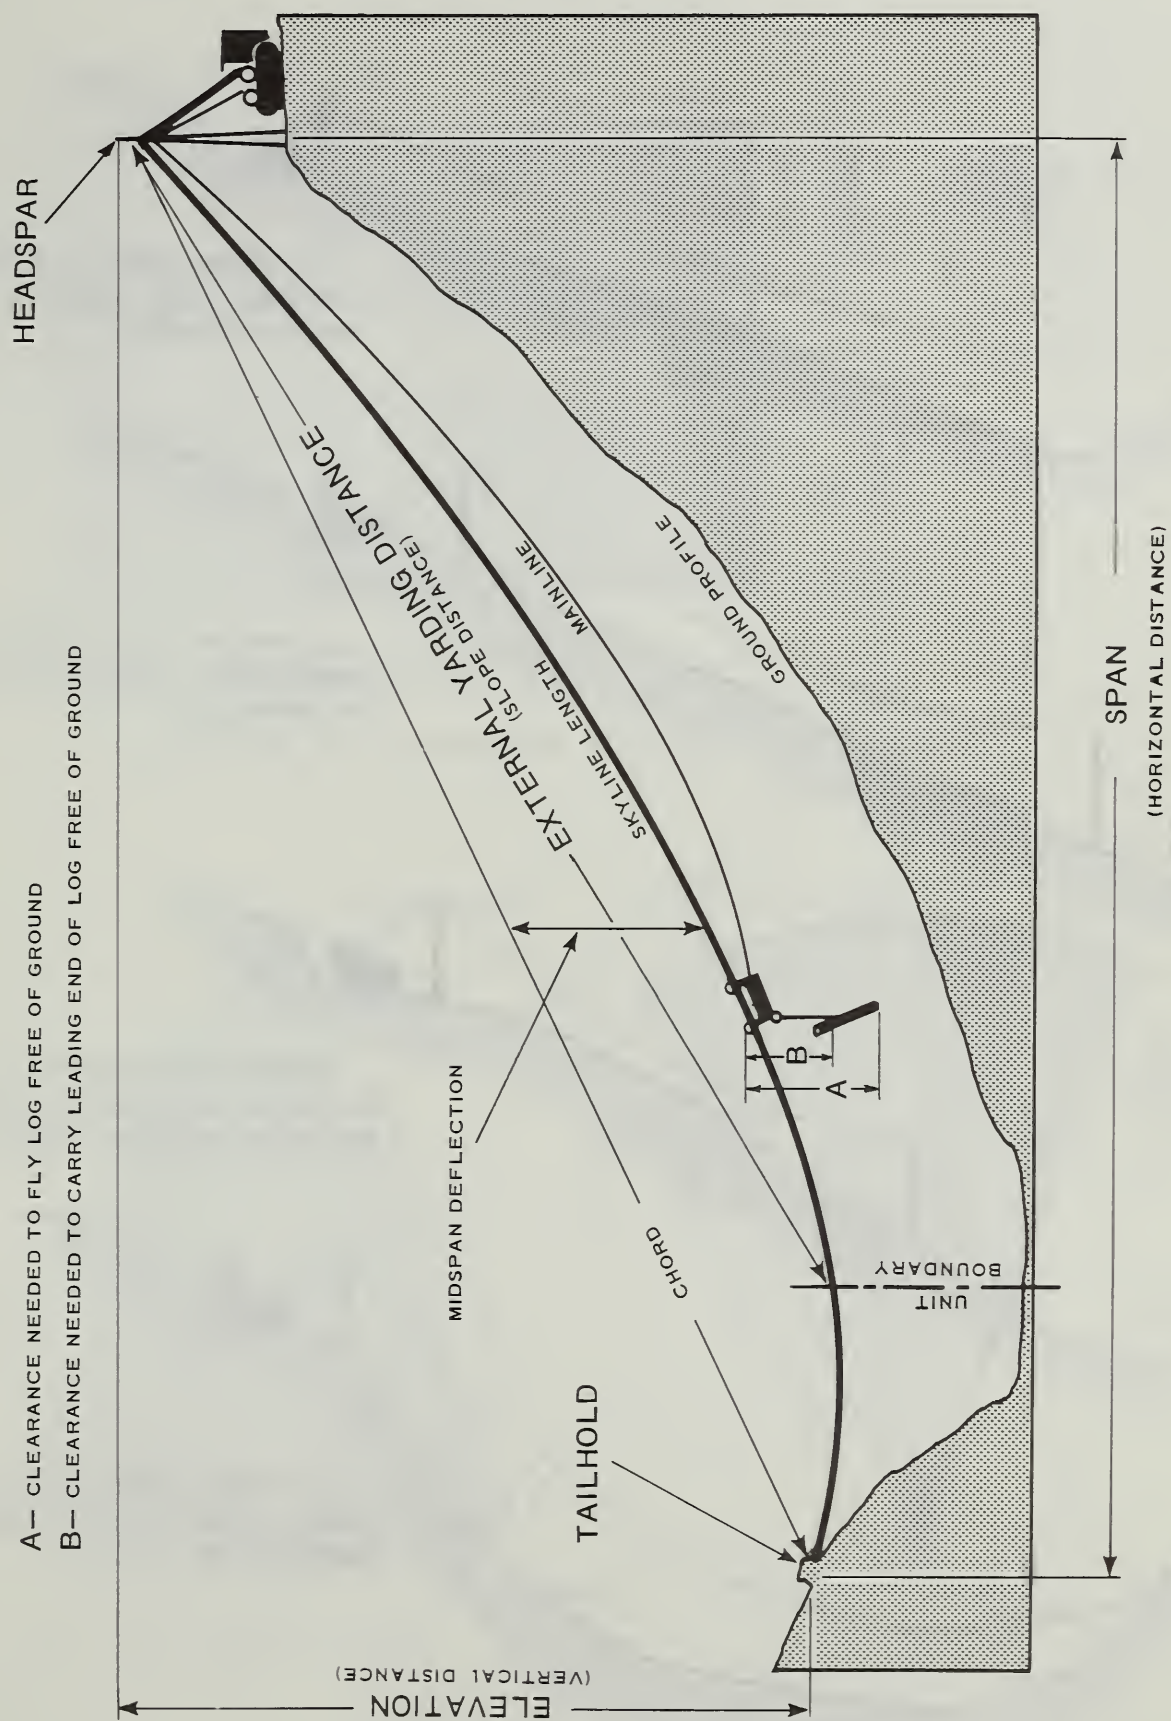 A— CLEARANCE NEEDED TO FLY LOG FREE OF GROUND
B— CLEARANCE NEEDED TO CARRY LEADING END OF LOG FREE OF GROUND
HEADSPAR
EXTERNAL YARDING DISTANCE
(SLOPE DISTANCE)
SKYLINE LENGTH
MAINLINE
GROUND PROFILE
MIDSPAN DEFLECTION
CHORD
B
A
TAILHOLD
UNIT
BOUNDARY
ELEVATION
(VERTICAL DISTANCE)
SPAN
(HORIZONTAL DISTANCE)